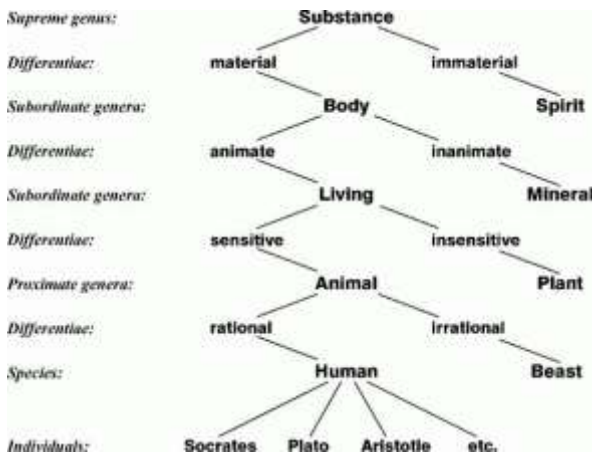 Supreme genus: Substance
Differentiae: material immaterial
Subordinate genera: Body Spirit
Differentiae: animate inanimate
Subordinate genera: Living Mineral
Differentiae: sensitive insensitive
Proximate genera: Animal Plant
Differentiae: rational irrational
Species: Human Beast
Individuals: Socrates Plato Aristotle etc.